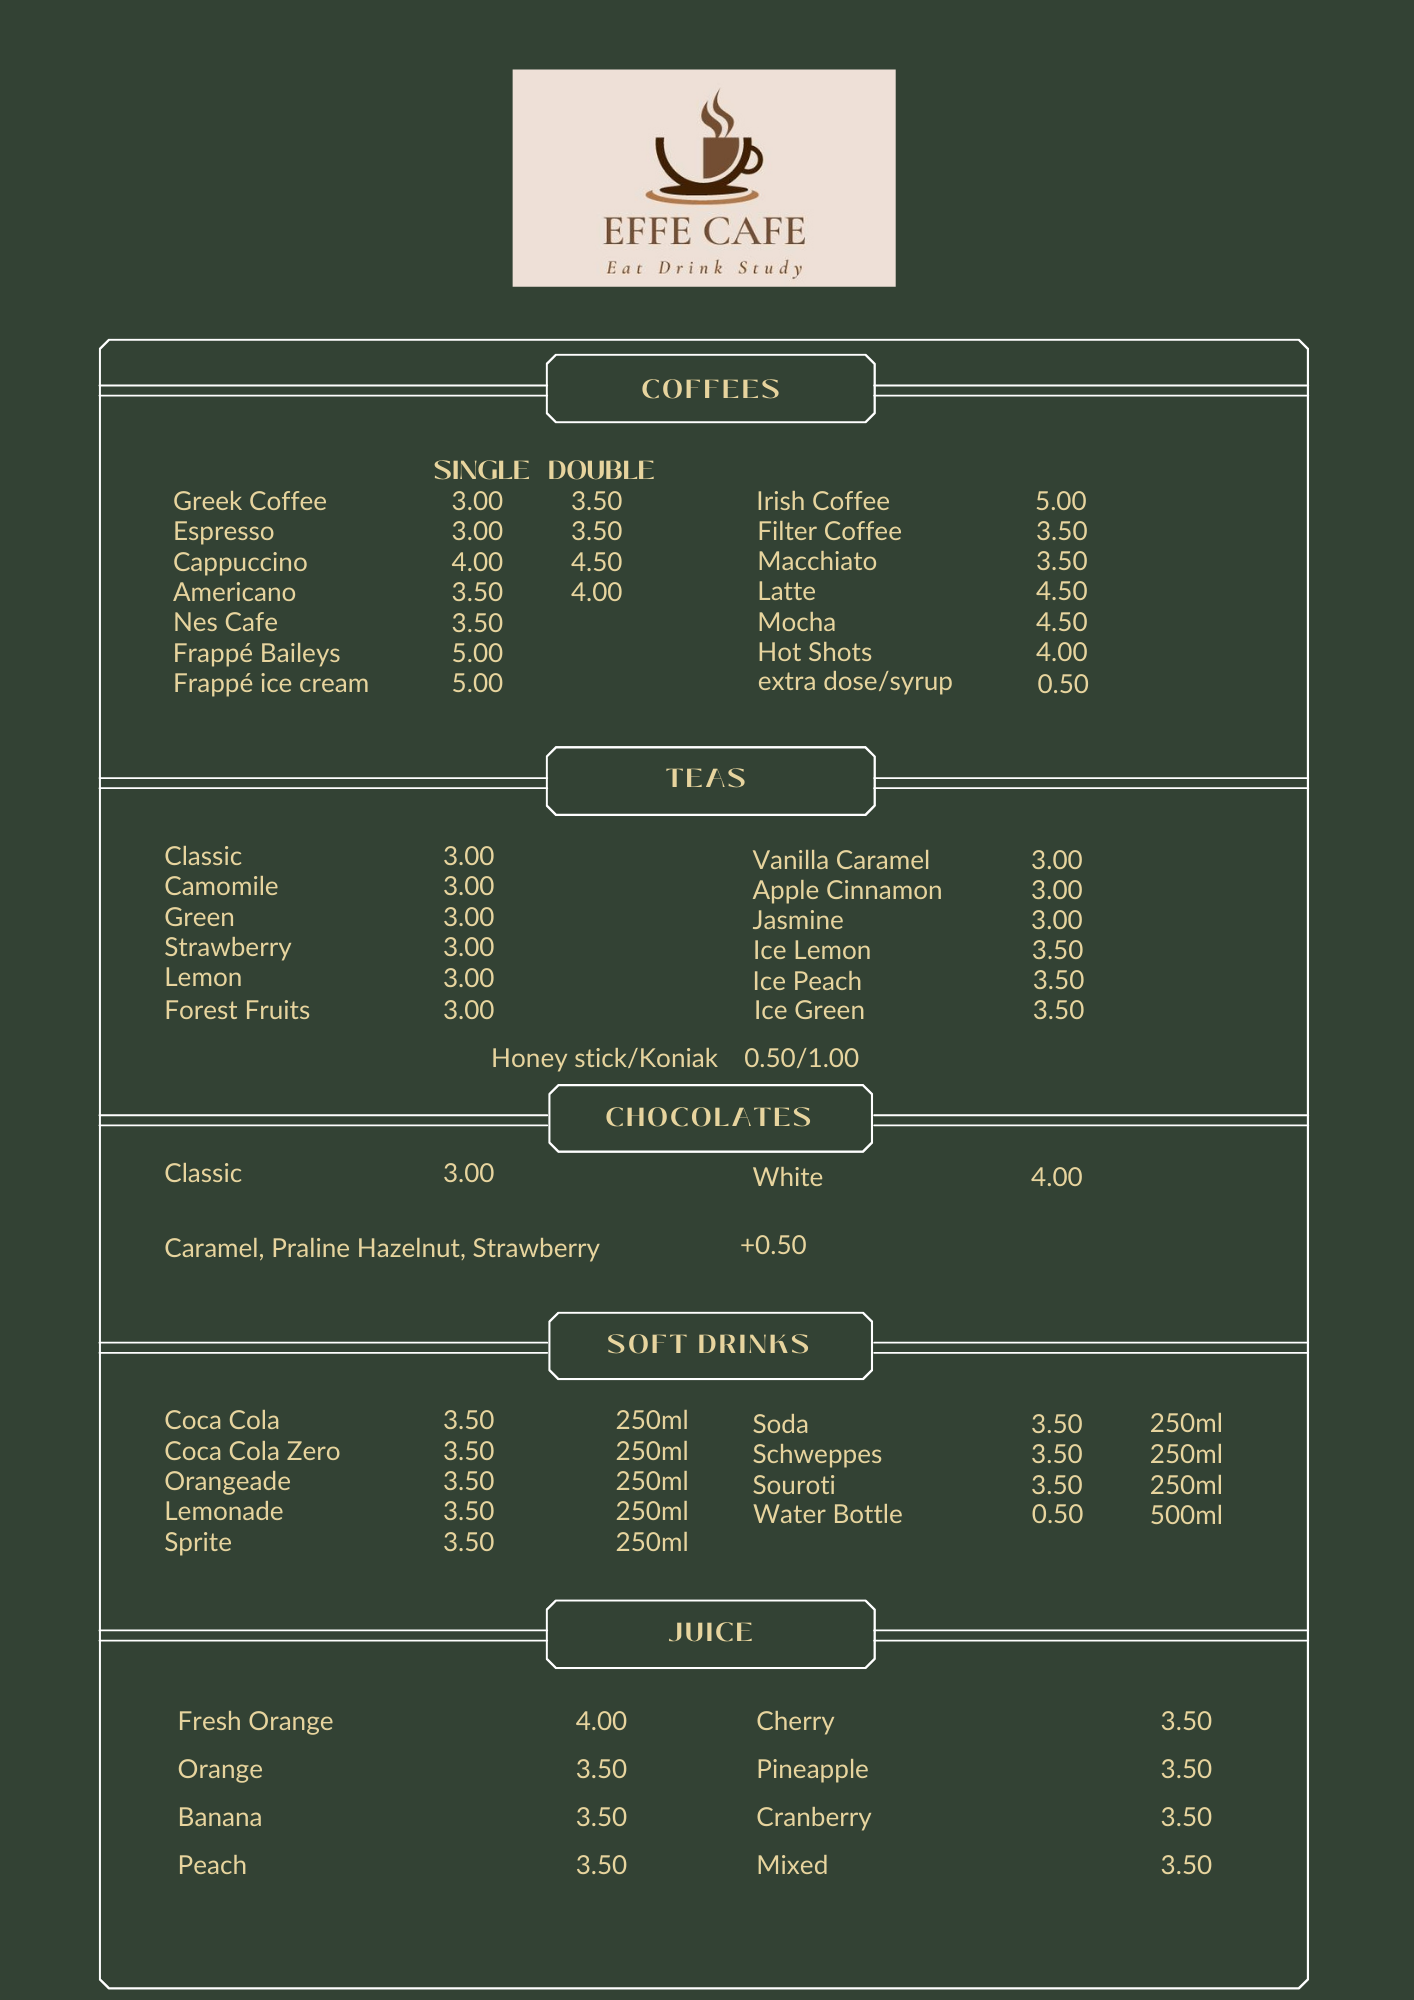 EFFE CAFE
Eat Drink Study
COFFEES
SINGLE DOUBLE
Greek Coffee 3.00 3.50
Espresso 3.00 3.50
Cappuccino 4.00 4.50
Americano 3.50 4.00
Nes Cafe 3.50
Frappé Baileys 5.00
Frappé ice cream 5.00
Irish Coffee 5.00
Filter Coffee 3.50
Macchiato 3.50
Latte 4.50
Mocha 4.50
Hot Shots 4.00
extra dose/syrup 0.50
TEAS
Classic 3.00
Camomile 3.00
Green 3.00
Strawberry 3.00
Lemon 3.00
Forest Fruits 3.00
Vanilla Caramel 3.00
Apple Cinnamon 3.00
Jasmine 3.00
Ice Lemon 3.50
Ice Peach 3.50
Ice Green 3.50
Honey stick/Koniak 0.50/1.00
CHOCOLATES
Classic 3.00
White 4.00
Caramel, Praline Hazelnut, Strawberry +0.50
SOFT DRINKS
Coca Cola 3.50 250ml
Coca Cola Zero 3.50 250ml
Orangeade 3.50 250ml
Lemonade 3.50 250ml
Sprite 3.50 250ml
Soda 3.50 250ml
Schweppes 3.50 250ml
Souroti 3.50 250ml
Water Bottle 0.50 500ml
JUICE
Fresh Orange 4.00
Orange 3.50
Banana 3.50
Peach 3.50
Cherry 3.50
Pineapple 3.50
Cranberry 3.50
Mixed 3.50